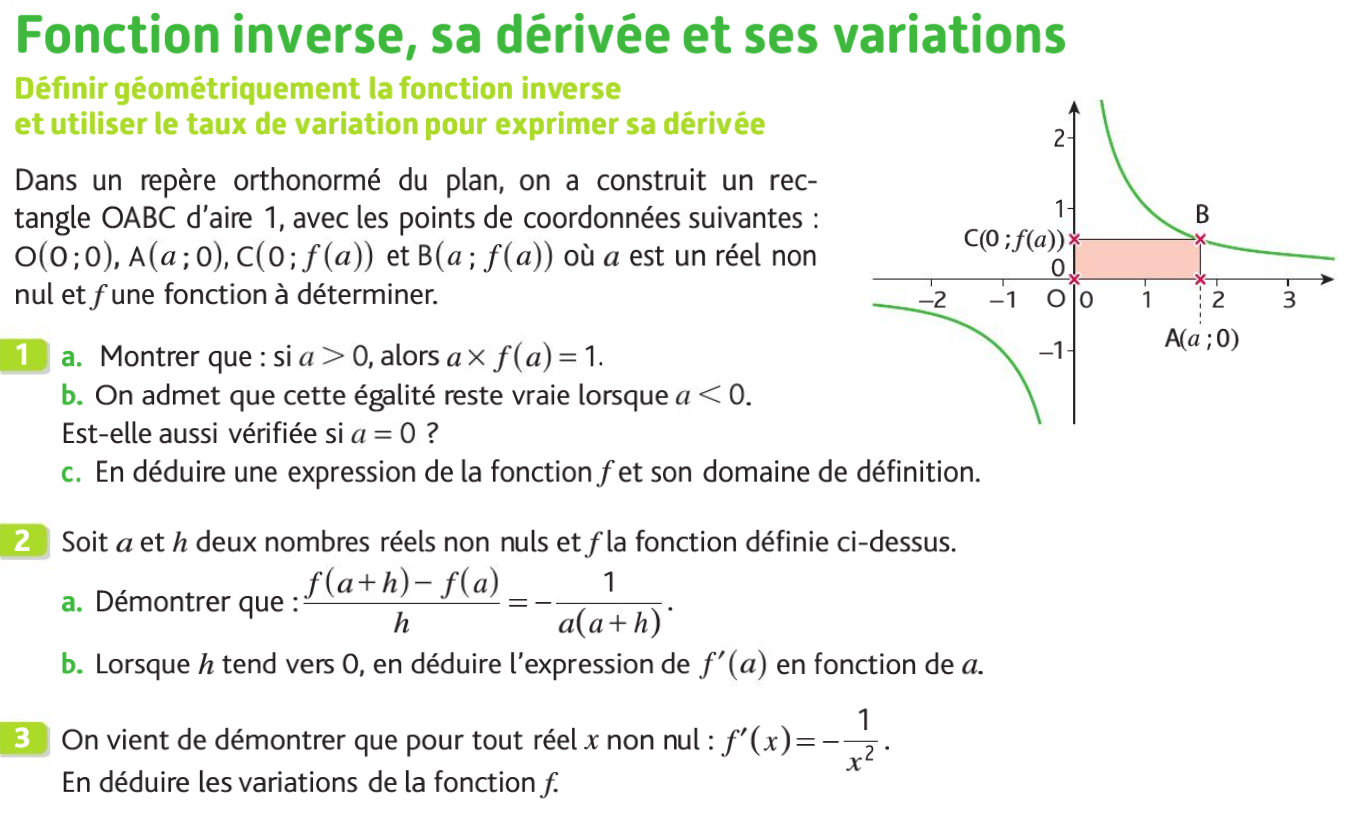 Fonction inverse, sa dérivée et ses variations
Définir géométriquement la fonction inverse
et utiliser le taux de variation pour exprimer sa dérivée
Dans un repère orthonormé du plan, on a construit un rec-
tangle OABC d'aire 1, avec les points de coordonnées suivantes :
O(0 ; 0), A(a ; 0), C(0 ; f(a)) et B(a ; f(a)) où a est un réel non
nul et f une fonction à déterminer.
2
1
B
C(0 ; f(a))
0
−2 −1 O 0 1 2 3
A(a ; 0)
−1
1 a. Montrer que : si a > 0, alors a × f(a) = 1.
b. On admet que cette égalité reste vraie lorsque a < 0.
Est-elle aussi vérifiée si a = 0 ?
c. En déduire une expression de la fonction f et son domaine de définition.
2 Soit a et h deux nombres réels non nuls et f la fonction définie ci-dessus.
a. Démontrer que : (f(a+h) − f(a))/h = −1/(a(a+h)).
b. Lorsque h tend vers 0, en déduire l'expression de f′(a) en fonction de a.
3 On vient de démontrer que pour tout réel x non nul : f′(x) = −1/x².
En déduire les variations de la fonction f.